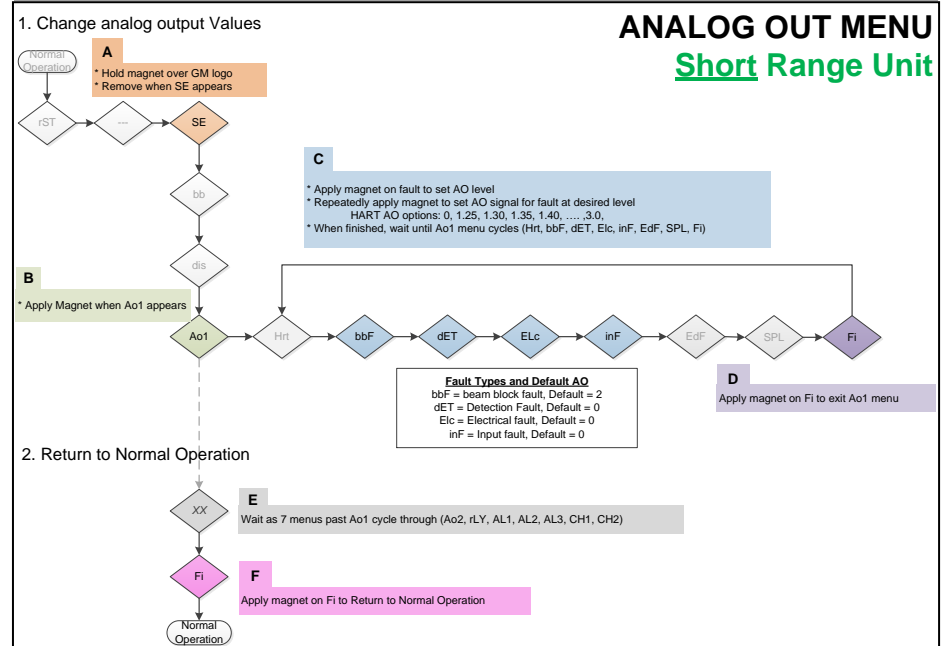 1. Change analog output Values
ANALOG OUT MENU
Short Range Unit
Normal
Operation
A
* Hold magnet over GM logo
* Remove when SE appears
rST
---
SE
C
* Apply magnet on fault to set AO level
* Repeatedly apply magnet to set AO signal for fault at desired level
HART AO options: 0, 1.25, 1.30, 1.35, 1.40, …. ,3.0,
* When finished, wait until Ao1 menu cycles (Hrt, bbF, dET, Elc, inF, EdF, SPL, Fi)
bb
dis
B
* Apply Magnet when Ao1 appears
Ao1
Hrt
bbF
dET
ELc
inF
EdF
SPL
Fi
Fault Types and Default AO
bbF = beam block fault, Default = 2
dET = Detection Fault, Default = 0
Elc = Electrical fault, Default = 0
inF = Input fault, Default = 0
D
Apply magnet on Fi to exit Ao1 menu
2. Return to Normal Operation
XX
E
Wait as 7 menus past Ao1 cycle through (Ao2, rLY, AL1, AL2, AL3, CH1, CH2)
Fi
F
Apply magnet on Fi to Return to Normal Operation
Normal
Operation